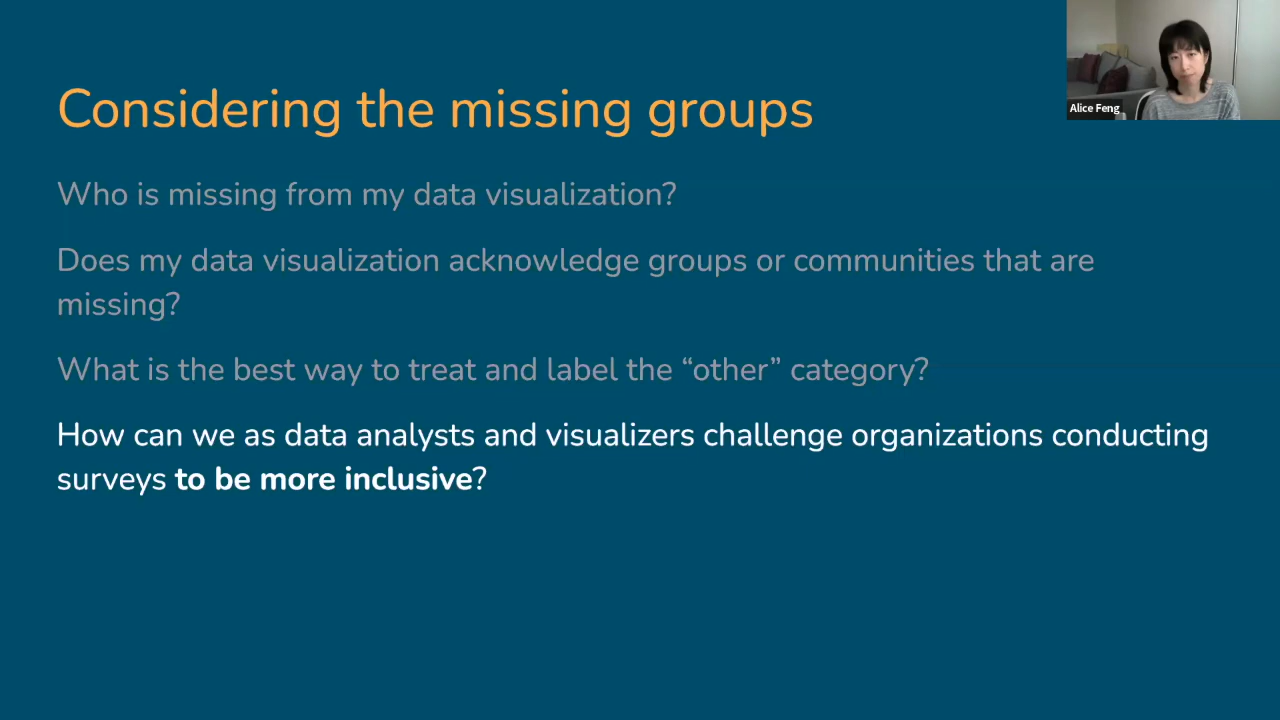 Considering the missing groups
Alice Feng
Who is missing from my data visualization?
Does my data visualization acknowledge groups or communities that are
missing?
What is the best way to treat and label the “other” category?
How can we as data analysts and visualizers challenge organizations conducting
surveys to be more inclusive?